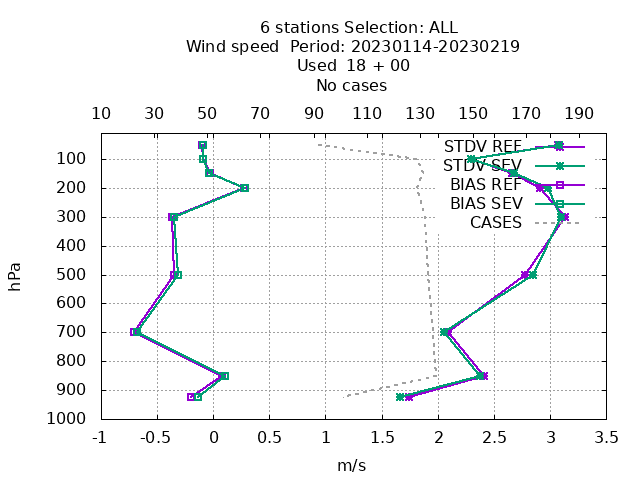 6 stations Selection: ALL
Wind speed  Period: 20230114-20230219
Used  18 + 00
No cases
10 30 50 70 90 110 130 150 170 190
STDV REF
STDV SEV
BIAS REF
BIAS SEV
CASES
100
200
300
400
500
600
700
800
900
1000
hPa
-1 -0.5 0 0.5 1 1.5 2 2.5 3 3.5
m/s